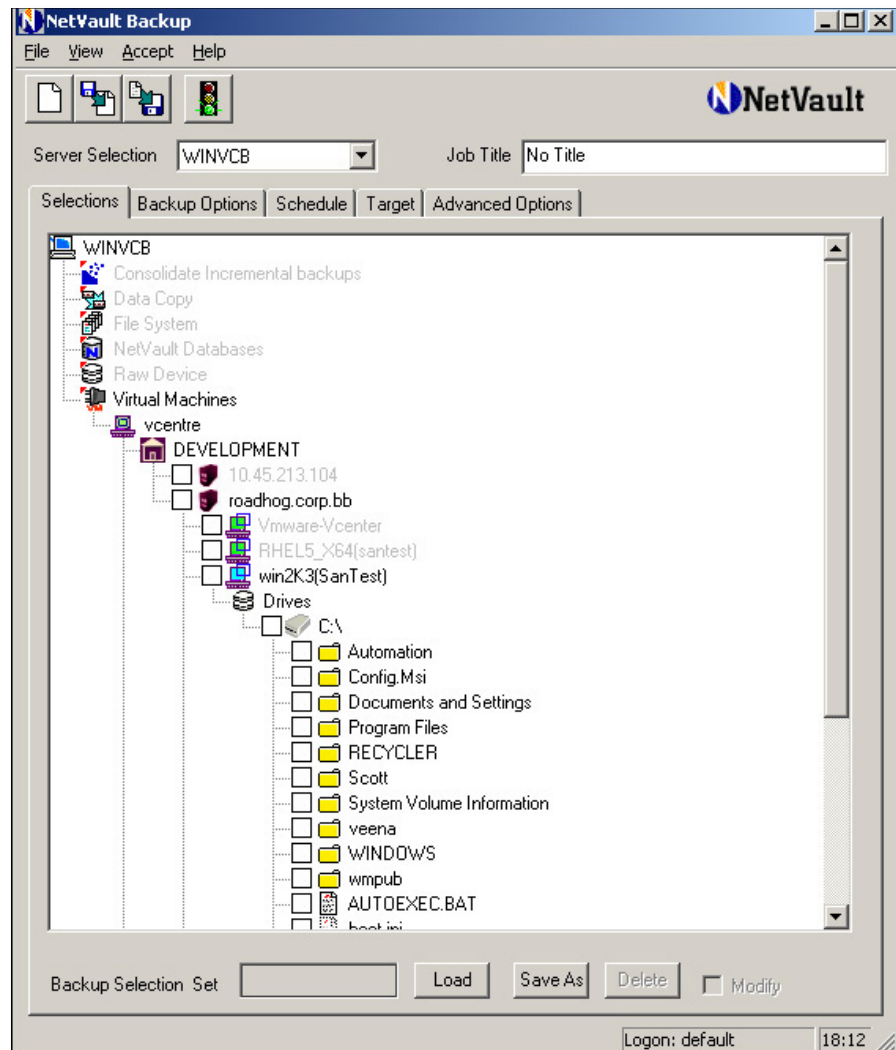 NetVault Backup
File View Accept Help
NetVault
Server Selection WINVCB Job Title No Title
Selections Backup Options Schedule Target Advanced Options
WINVCB
Consolidate Incremental backups
Data Copy
File System
NetVault Databases
Raw Device
Virtual Machines
vcentre
DEVELOPMENT
10.45.213.104
roadhog.corp.bb
Vmware-Vcenter
RHEL5_X64(santest)
win2K3(SanTest)
Drives
C:\
Automation
Config.Msi
Documents and Settings
Program Files
RECYCLER
Scott
System Volume Information
veena
WINDOWS
wmpub
AUTOEXEC.BAT
boot.ini
Backup Selection Set Load Save As Delete Modify
Logon: default 18:12